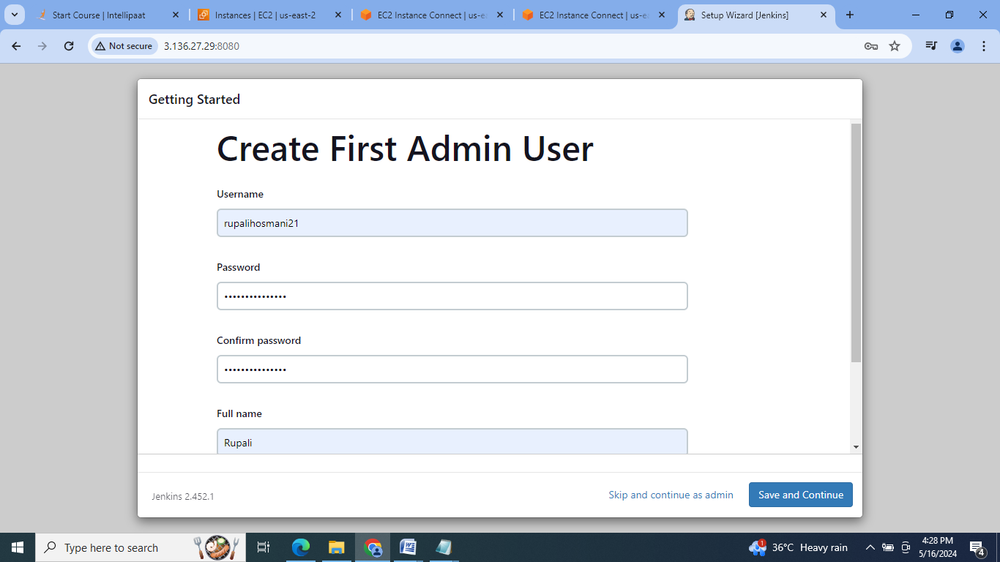 Start Course | Intellipaat
Instances | EC2 | us-east-2
EC2 Instance Connect | us-e
EC2 Instance Connect | us-e
Setup Wizard [Jenkins]
Not secure
3.136.27.29:8080
Getting Started
Create First Admin User
Username
rupalihosmani21
Password
•••••••••••••••
Confirm password
•••••••••••••••
Full name
Rupali
Jenkins 2.452.1
Skip and continue as admin
Save and Continue
Type here to search
1
36°C Heavy rain
4:28 PM
5/16/2024
4